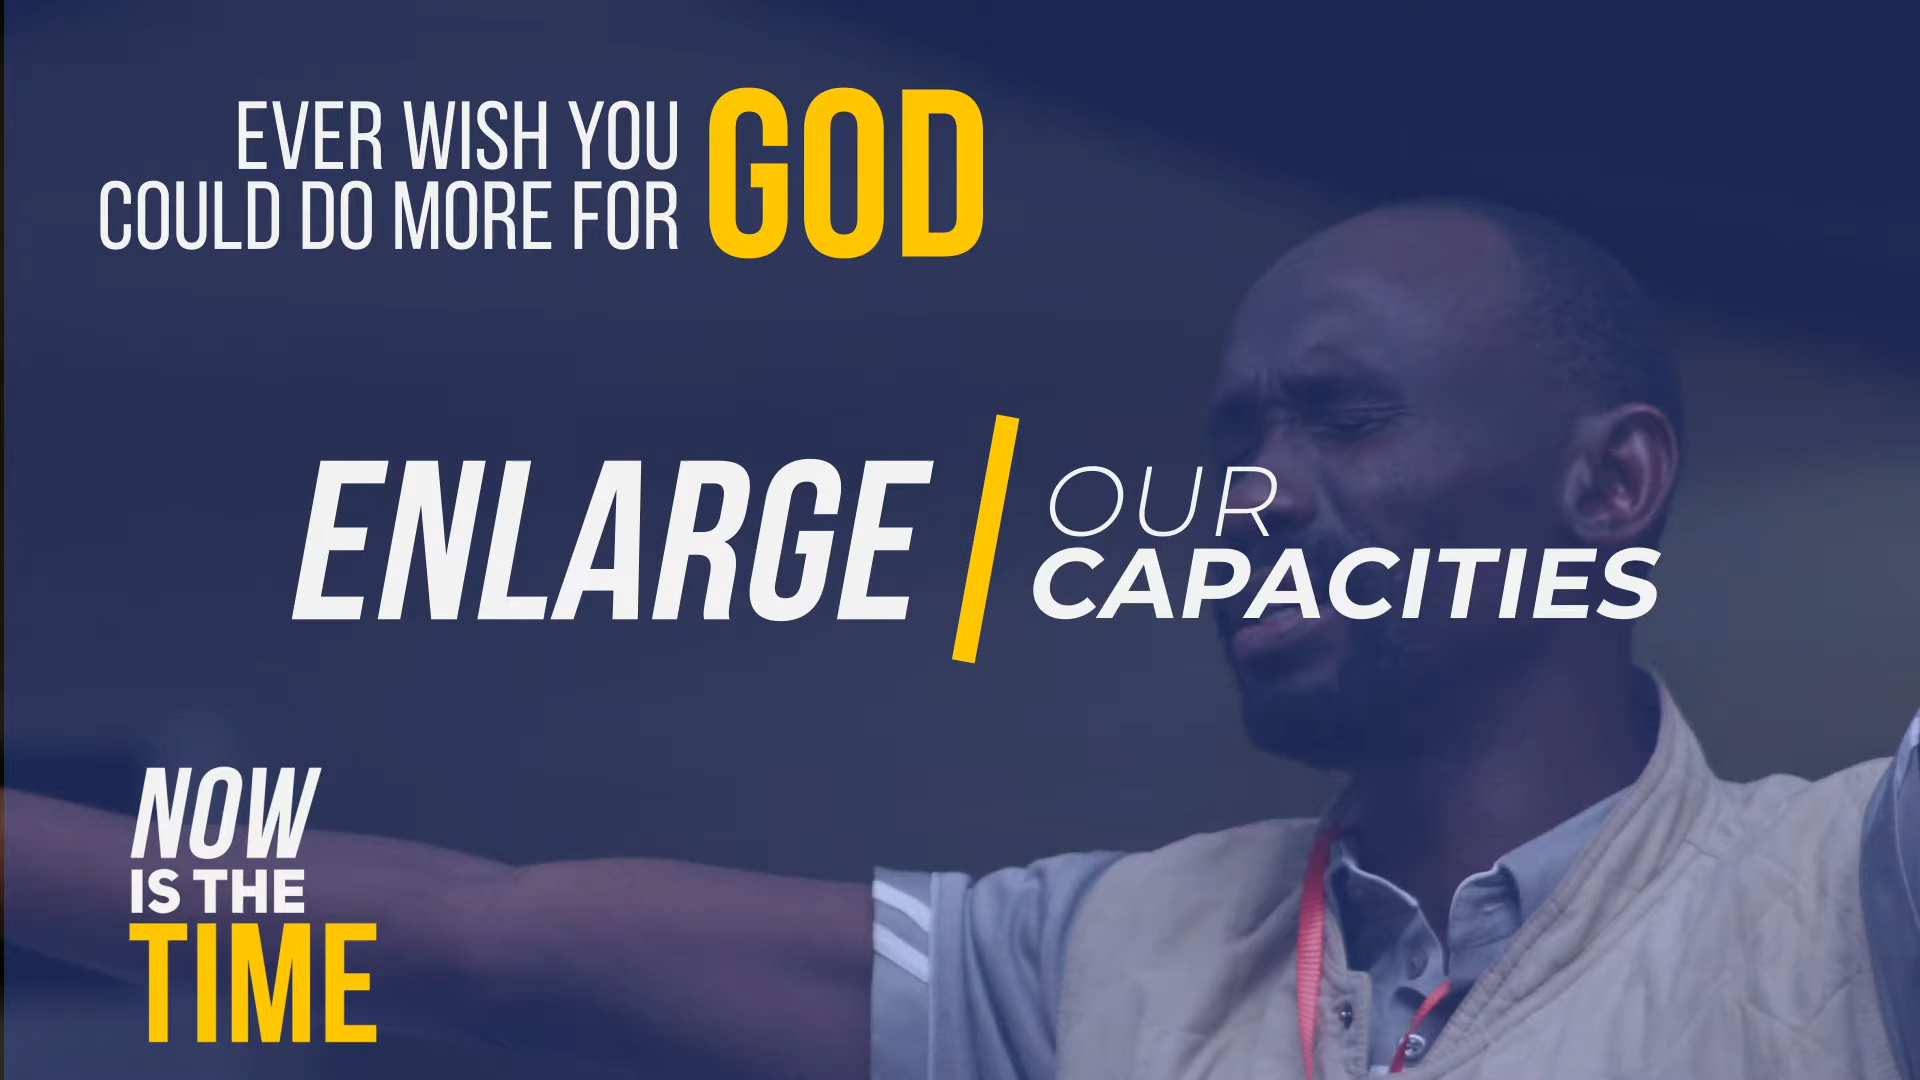 EVER WISH YOU
COULD DO MORE FOR GOD
ENLARGE / OUR
CAPACITIES
NOW
IS THE
TIME